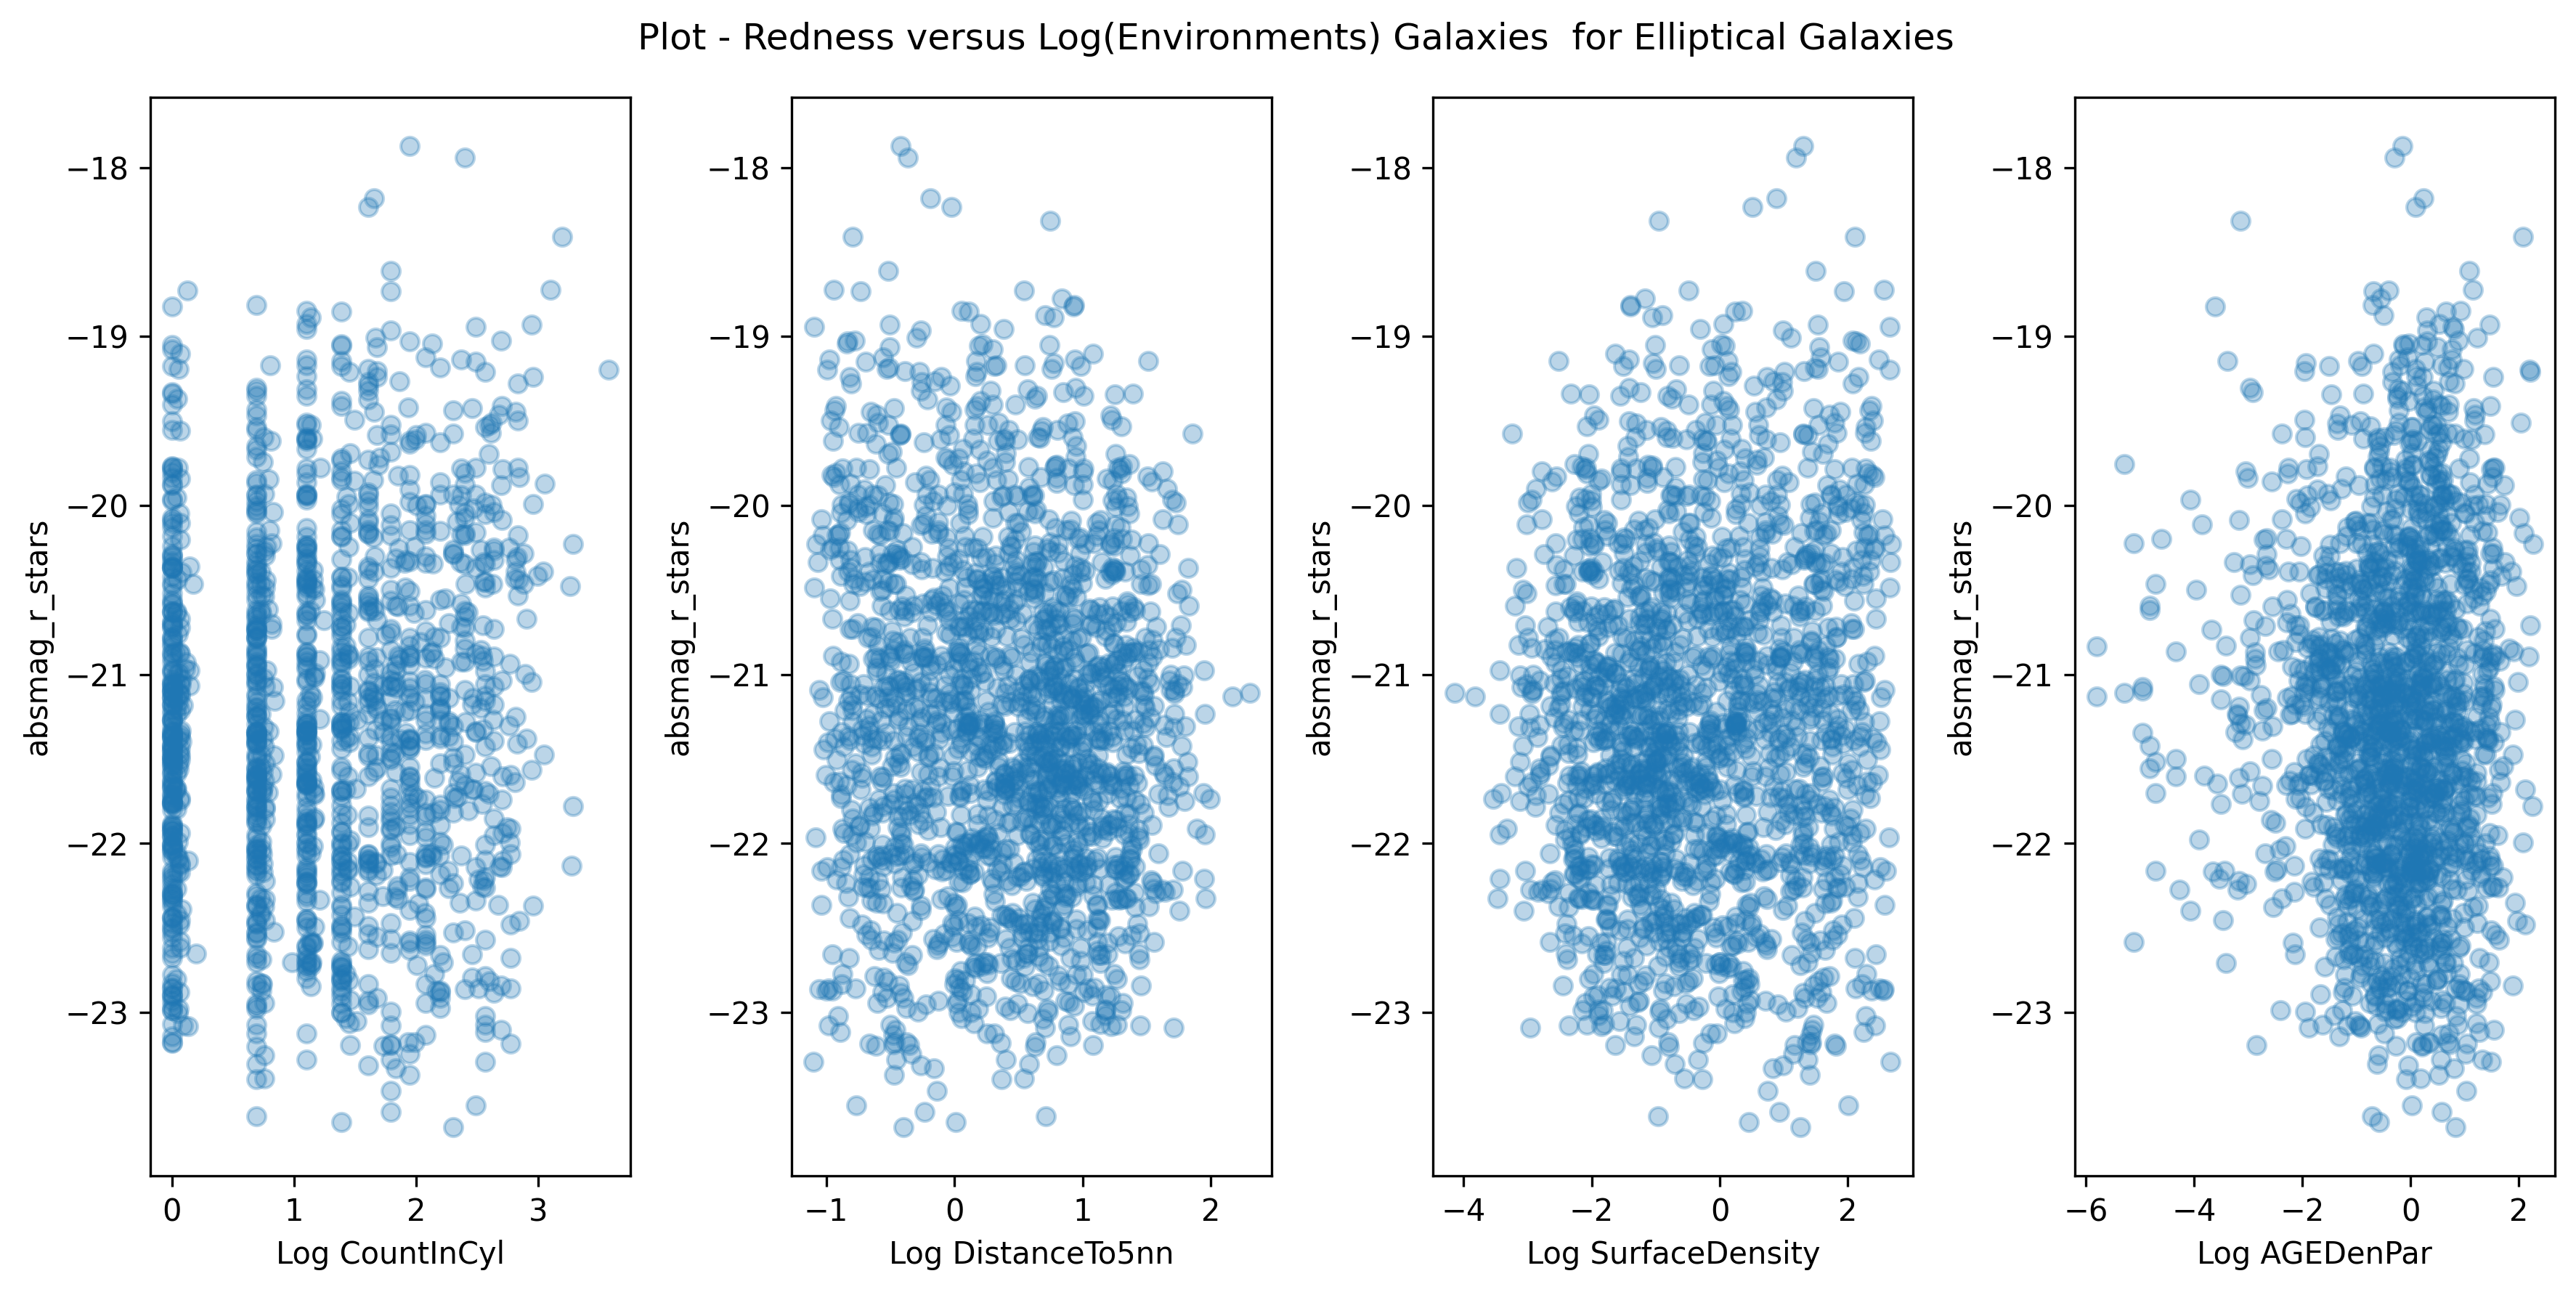 Plot - Redness versus Log(Environments) Galaxies  for Elliptical Galaxies
absmag_r_stars
−18
−19
−20
−21
−22
−23
0 1 2 3
Log CountInCyl
absmag_r_stars
−18
−19
−20
−21
−22
−23
−1 0 1 2
Log DistanceTo5nn
absmag_r_stars
−18
−19
−20
−21
−22
−23
−4 −2 0 2
Log SurfaceDensity
absmag_r_stars
−18
−19
−20
−21
−22
−23
−6 −4 −2 0 2
Log AGEDenPar